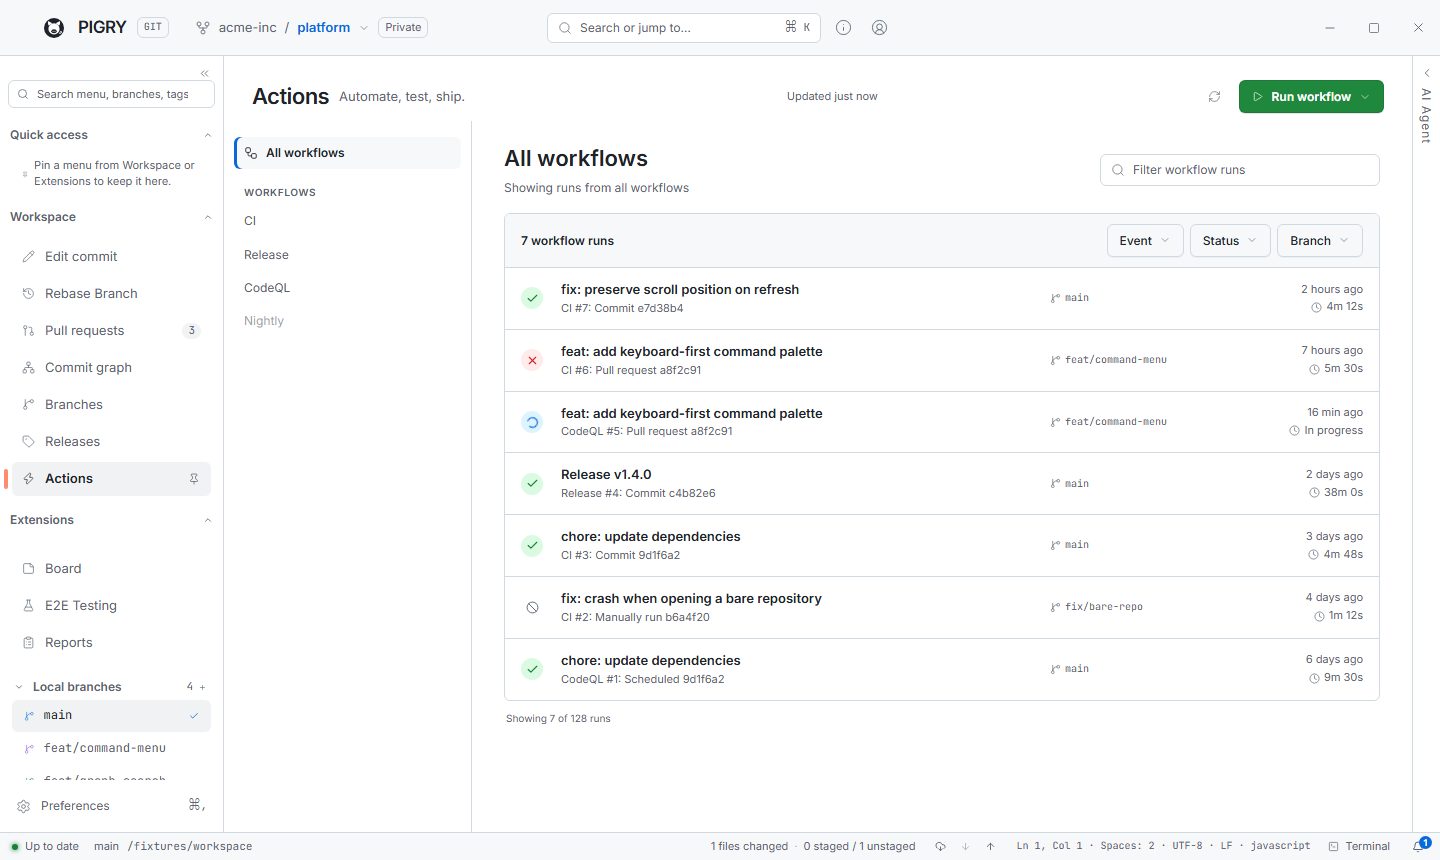 PIGRY GIT acme-inc / platform Private Search or jump to... ⌘ K
Search menu, branches, tags
Quick access
Pin a menu from Workspace or
Extensions to keep it here.
Workspace
Edit commit
Rebase Branch
Pull requests 3
Commit graph
Branches
Releases
Actions
Extensions
Board
E2E Testing
Reports
Local branches 4 +
main
feat/command-menu
Preferences ⌘,
Actions Automate, test, ship. Updated just now Run workflow
All workflows
WORKFLOWS
CI
Release
CodeQL
Nightly
All workflows
Showing runs from all workflows
Filter workflow runs
7 workflow runs Event Status Branch
fix: preserve scroll position on refresh
CI #7: Commit e7d38b4
main
2 hours ago
4m 12s
feat: add keyboard-first command palette
CI #6: Pull request a8f2c91
feat/command-menu
7 hours ago
5m 30s
feat: add keyboard-first command palette
CodeQL #5: Pull request a8f2c91
feat/command-menu
16 min ago
In progress
Release v1.4.0
Release #4: Commit c4b82e6
main
2 days ago
38m 0s
chore: update dependencies
CI #3: Commit 9d1f6a2
main
3 days ago
4m 48s
fix: crash when opening a bare repository
CI #2: Manually run b6a4f20
fix/bare-repo
4 days ago
1m 12s
chore: update dependencies
CodeQL #1: Scheduled 9d1f6a2
main
6 days ago
9m 30s
Showing 7 of 128 runs
AI Agent
Up to date main /fixtures/workspace 1 files changed · 0 staged / 1 unstaged Ln 1, Col 1 · Spaces: 2 · UTF-8 · LF · javascript Terminal 1